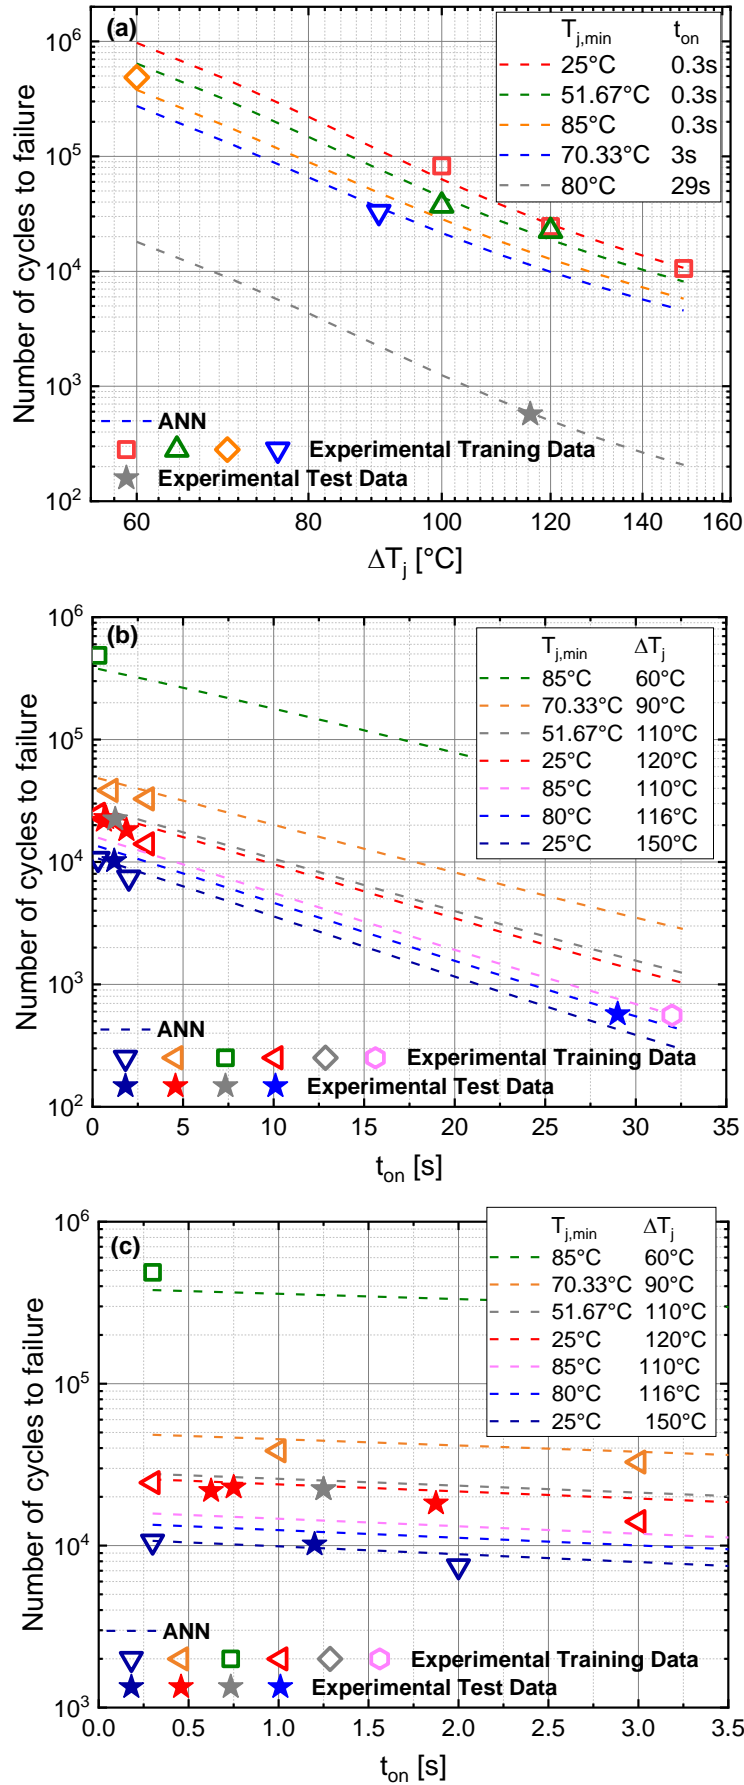 (a)
T_j,min t_on
25°C 0.3s
51.67°C 0.3s
85°C 0.3s
70.33°C 3s
80°C 29s
10^6
10^5
10^4
10^3
10^2
Number of cycles to failure
ANN
Experimental Traning Data
Experimental Test Data
60 80 100 120 140 160
ΔT_j [°C]
(b)
T_j,min ΔT_j
85°C 60°C
70.33°C 90°C
51.67°C 110°C
25°C 120°C
85°C 110°C
80°C 116°C
25°C 150°C
10^6
10^5
10^4
10^3
10^2
Number of cycles to failure
ANN
Experimental Training Data
Experimental Test Data
0 5 10 15 20 25 30 35
t_on [s]
(c)
T_j,min ΔT_j
85°C 60°C
70.33°C 90°C
51.67°C 110°C
25°C 120°C
85°C 110°C
80°C 116°C
25°C 150°C
10^6
10^5
10^4
10^3
Number of cycles to failure
ANN
Experimental Training Data
Experimental Test Data
0.0 0.5 1.0 1.5 2.0 2.5 3.0 3.5
t_on [s]